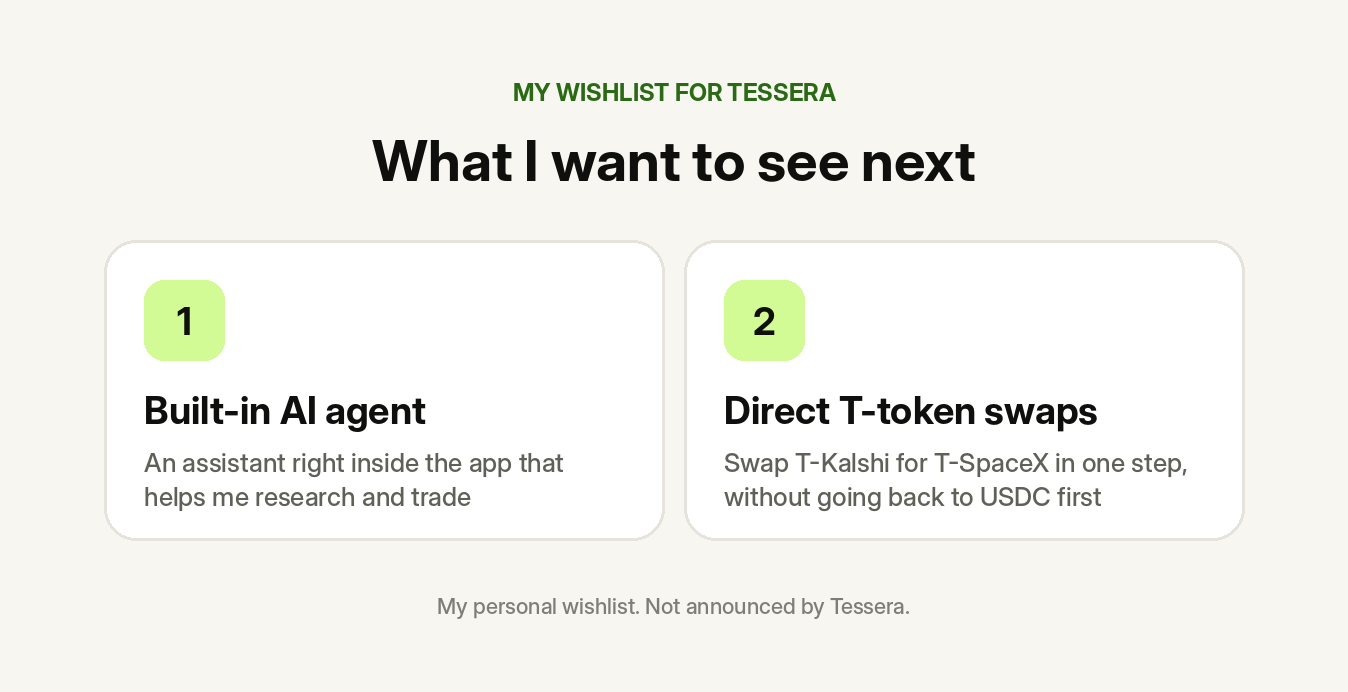 MY WISHLIST FOR TESSERA
What I want to see next
1
Built-in AI agent
An assistant right inside the app that
helps me research and trade
2
Direct T-token swaps
Swap T-Kalshi for T-SpaceX in one step,
without going back to USDC first
My personal wishlist. Not announced by Tessera.